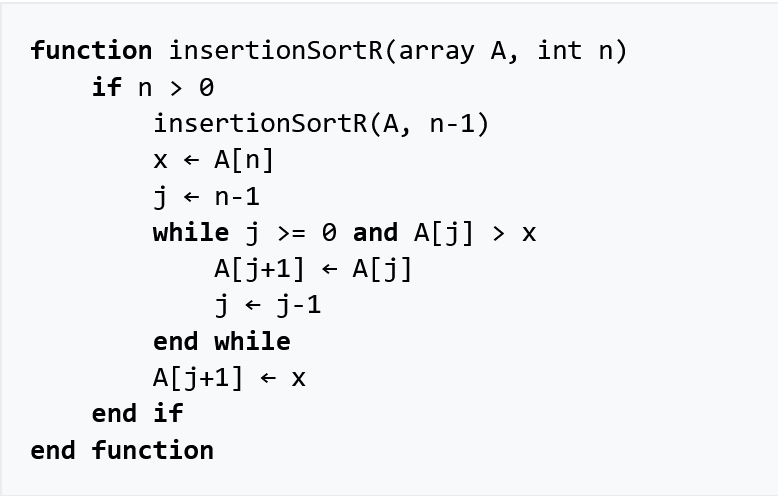 function insertionSortR(array A, int n)
    if n > 0
        insertionSortR(A, n-1)
        x ← A[n]
        j ← n-1
        while j >= 0 and A[j] > x
            A[j+1] ← A[j]
            j ← j-1
        end while
        A[j+1] ← x
    end if
end function